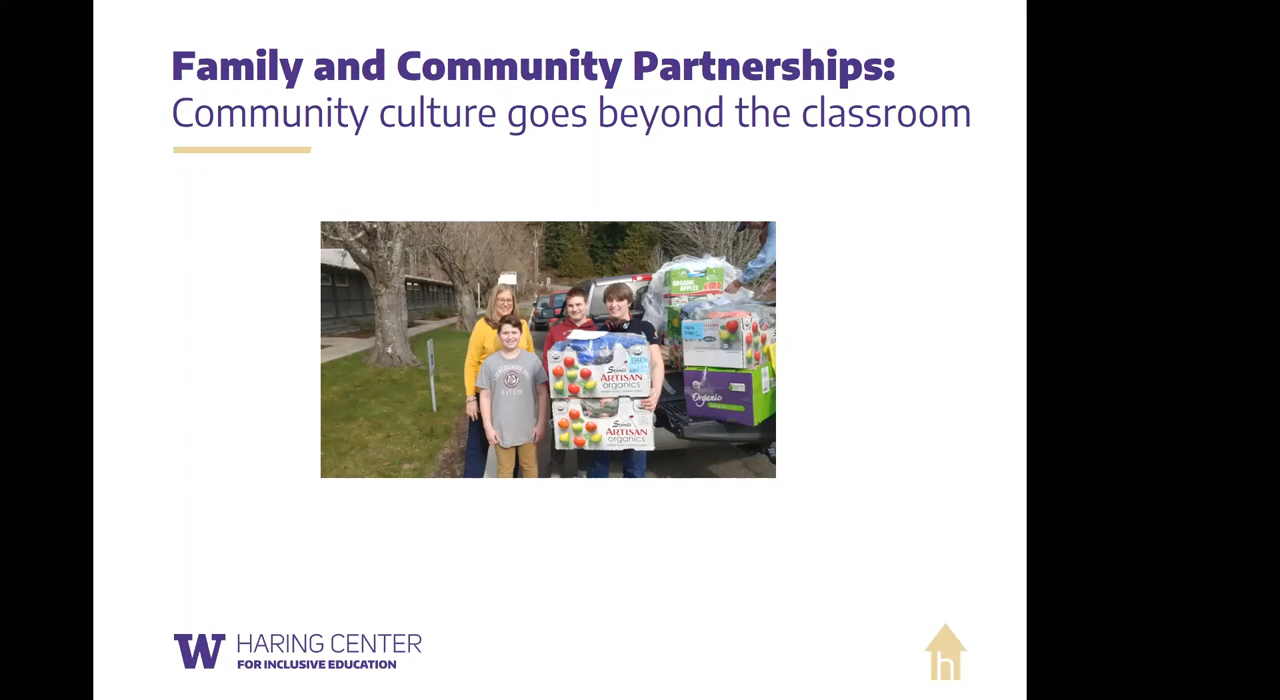 Family and Community Partnerships:
Community culture goes beyond the classroom
ORGANIC
APPLES
ARTISAN
organics
ARTISAN
organics
Organic
W HARING CENTER
FOR INCLUSIVE EDUCATION
h